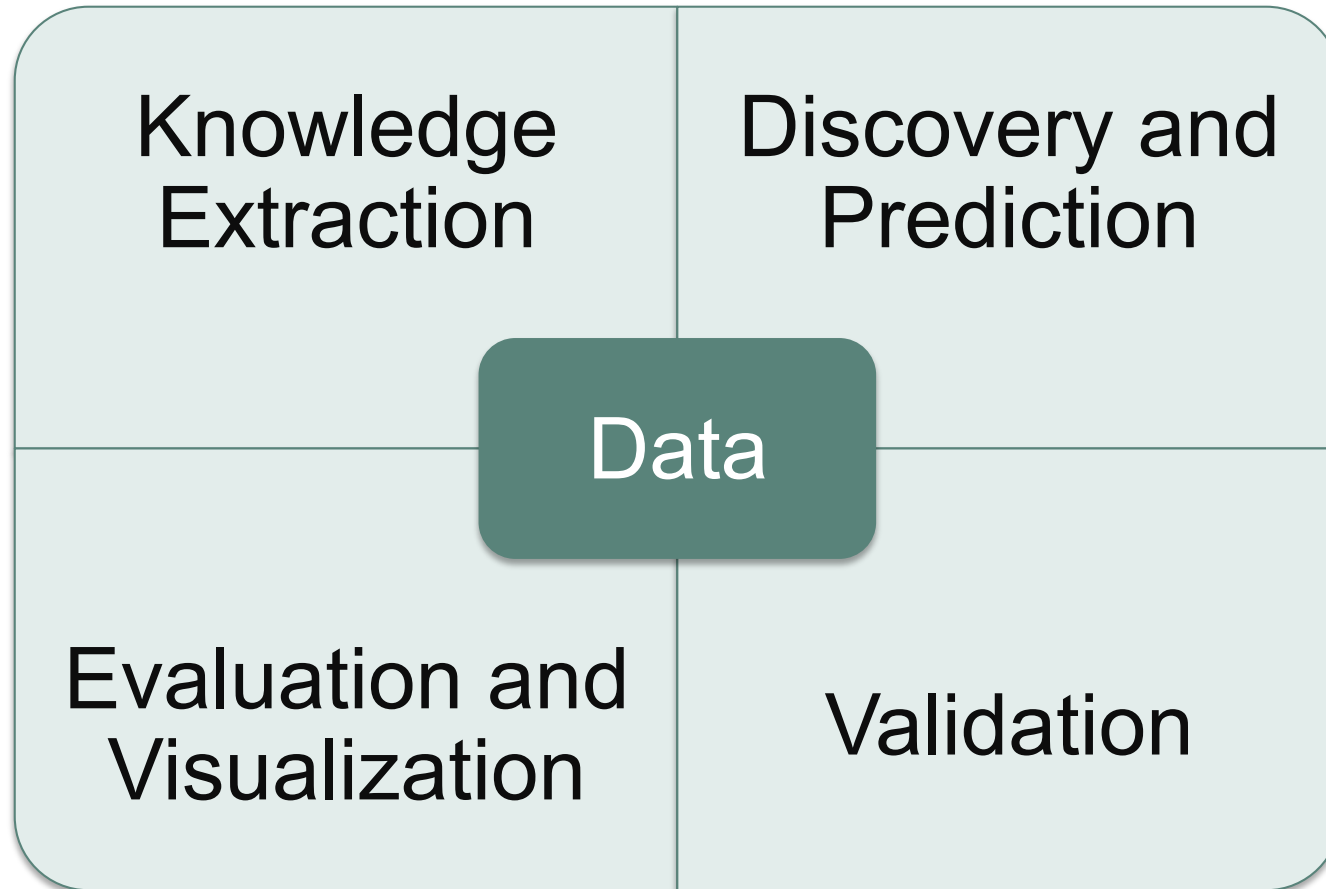 Knowledge
Extraction
Discovery and
Prediction
Data
Evaluation and
Visualization
Validation